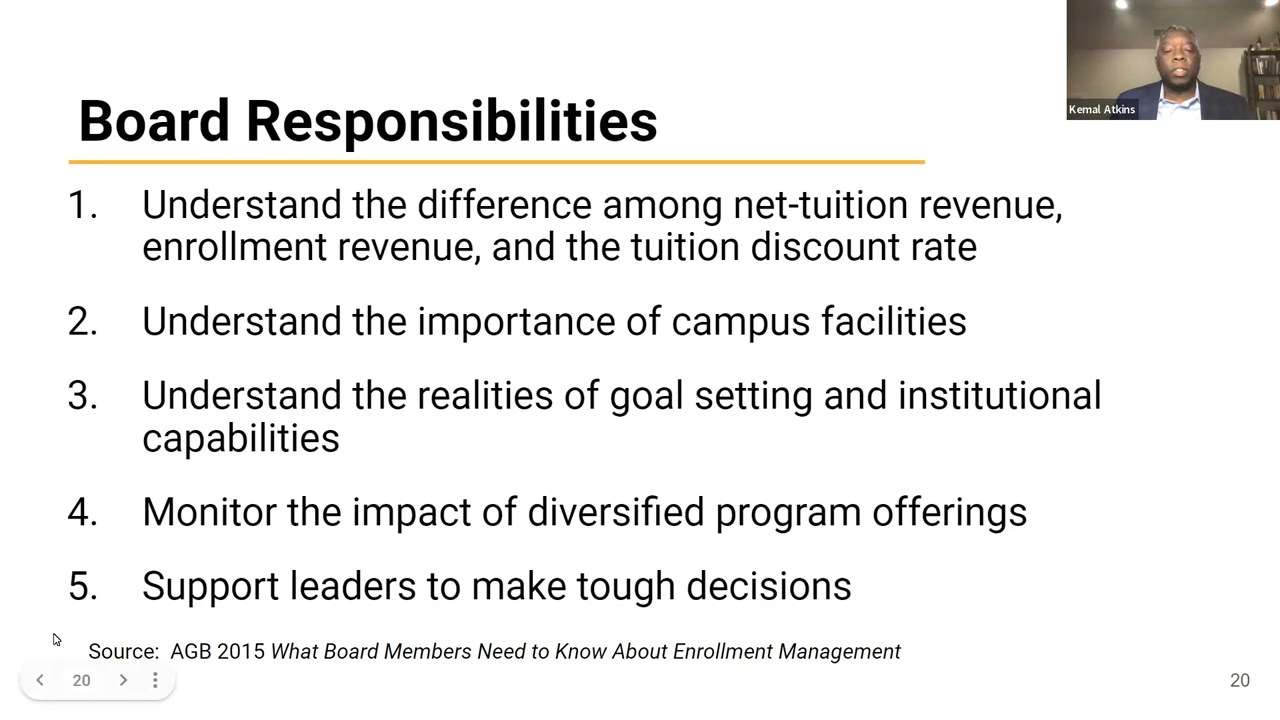 Kemal Atkins
Board Responsibilities
1. Understand the difference among net-tuition revenue,
enrollment revenue, and the tuition discount rate
2. Understand the importance of campus facilities
3. Understand the realities of goal setting and institutional
capabilities
4. Monitor the impact of diversified program offerings
5. Support leaders to make tough decisions
Source: AGB 2015 What Board Members Need to Know About Enrollment Management
20
20